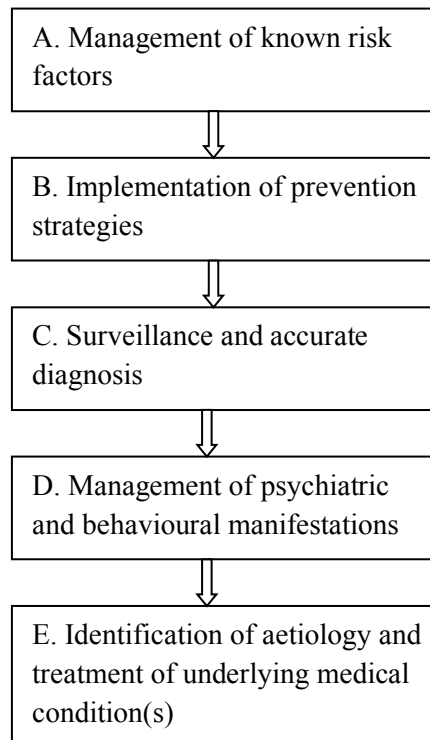 A. Management of known risk
factors
B. Implementation of prevention
strategies
C. Surveillance and accurate
diagnosis
D. Management of psychiatric
and behavioural manifestations
E. Identification of aetiology and
treatment of underlying medical
condition(s)